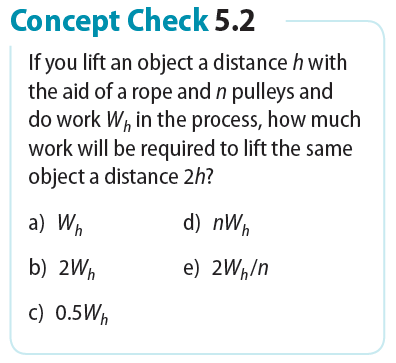 Concept Check 5.2
If you lift an object a distance h with
the aid of a rope and n pulleys and
do work Wh in the process, how much
work will be required to lift the same
object a distance 2h?
a) Wh d) nWh
b) 2Wh e) 2Wh/n
c) 0.5Wh